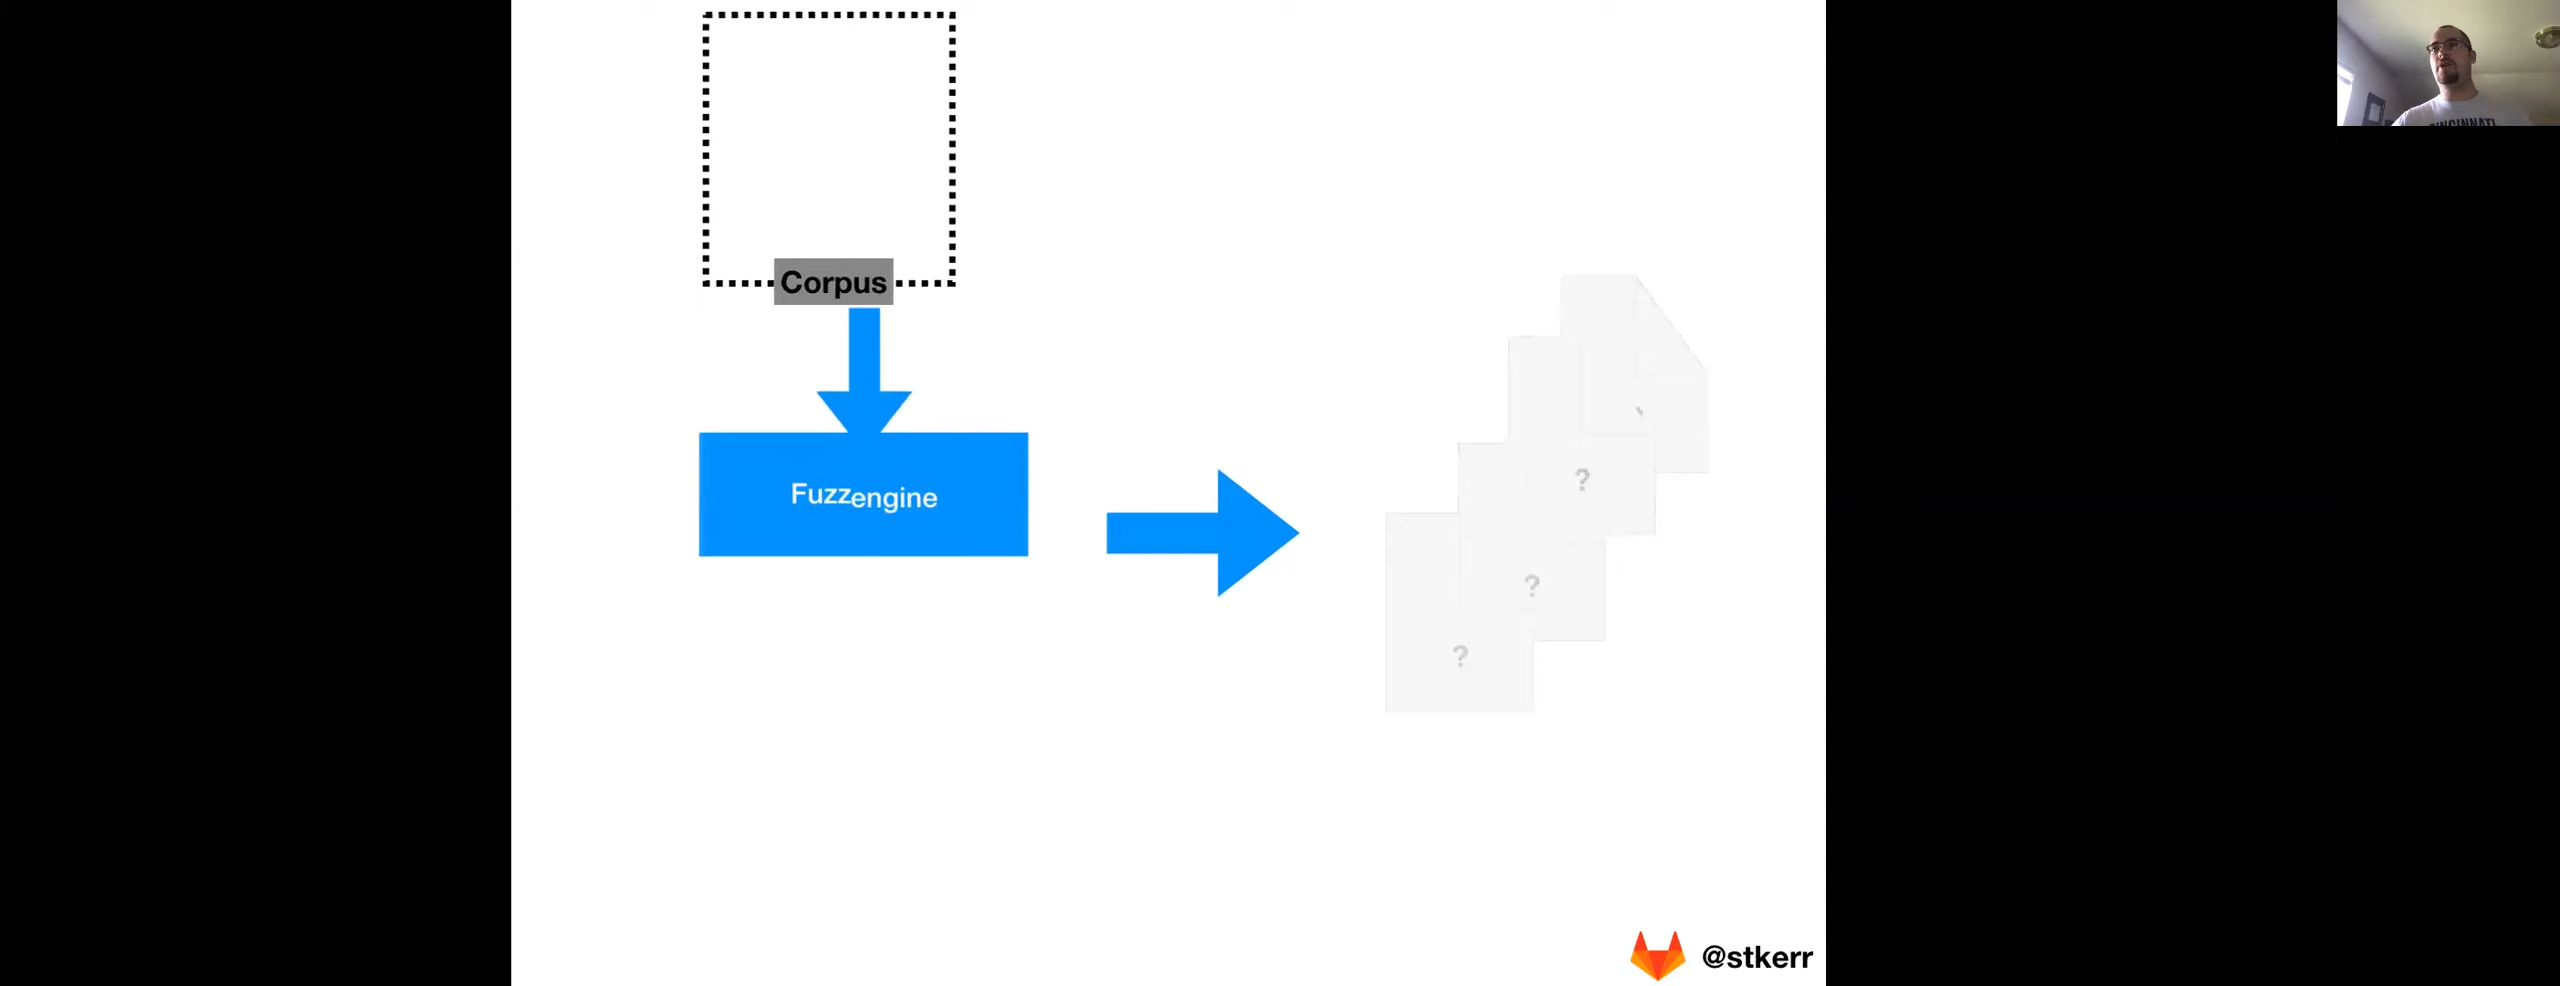 Corpus
Fuzzengine
?
?
?
@stkerr